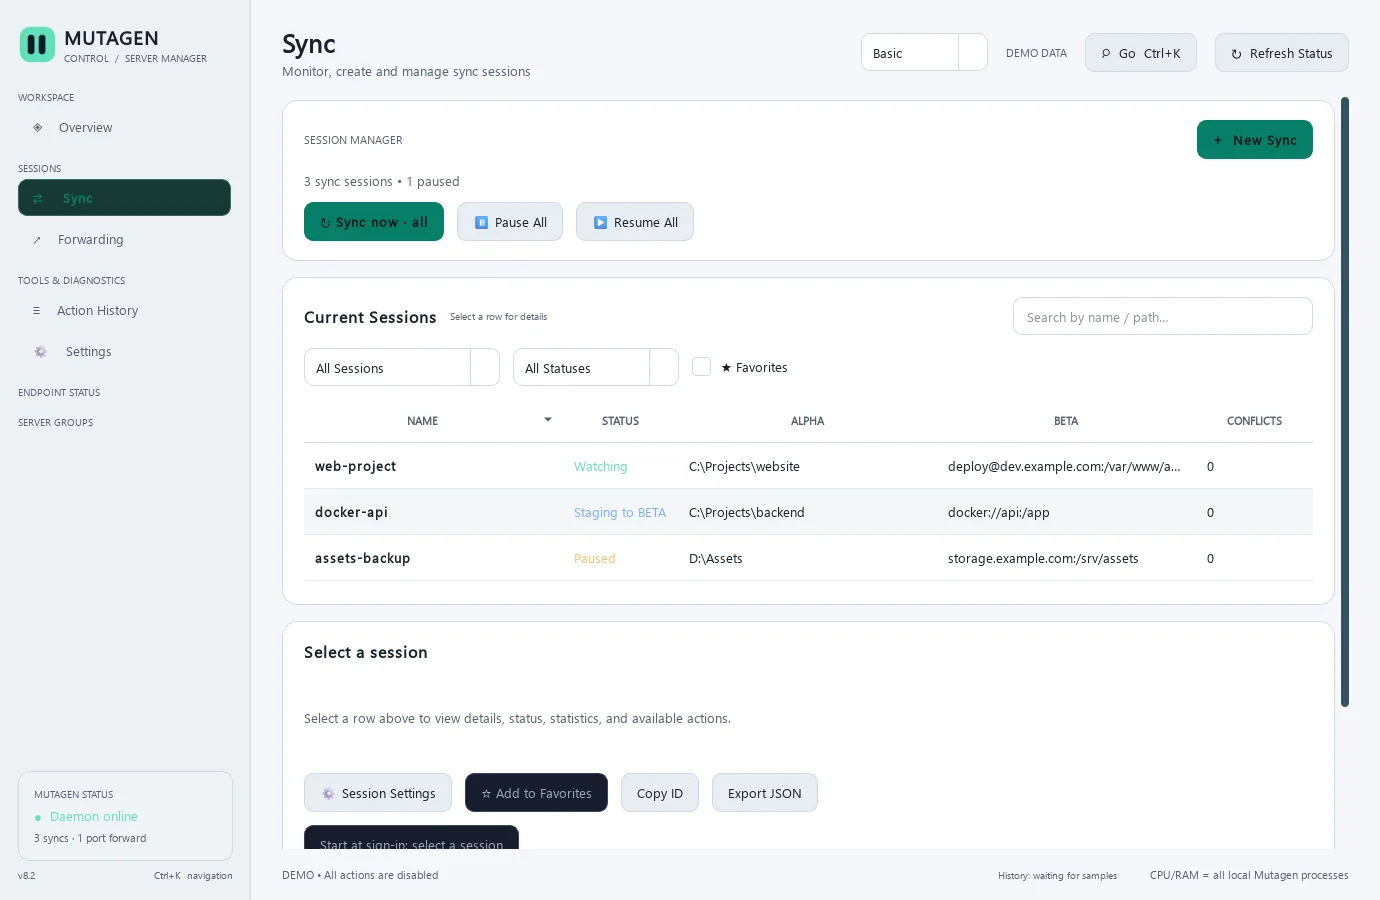 MUTAGEN
CONTROL / SERVER MANAGER
WORKSPACE
◈ Overview
SESSIONS
⇄ Sync
↗ Forwarding
TOOLS & DIAGNOSTICS
☰ Action History
⚙️ Settings
ENDPOINT STATUS
SERVER GROUPS
MUTAGEN STATUS
● Daemon online
3 syncs · 1 port forward
v8.2 Ctrl+K navigation
Sync
Monitor, create and manage sync sessions
Basic
DEMO DATA
⌕ Go Ctrl+K
↻ Refresh Status
SESSION MANAGER
+ New Sync
3 sync sessions • 1 paused
↻ Sync now · all
⏸️ Pause All
▶️ Resume All
Current Sessions Select a row for details
Search by name / path...
All Sessions
All Statuses
★ Favorites
NAME STATUS ALPHA BETA CONFLICTS
web-project Watching C:\Projects\website deploy@dev.example.com:/var/www/a... 0
docker-api Staging to BETA C:\Projects\backend docker://api:/app 0
assets-backup Paused D:\Assets storage.example.com:/srv/assets 0
Select a session
Select a row above to view details, status, statistics, and available actions.
⚙️ Session Settings
☆ Add to Favorites
Copy ID
Export JSON
Start at sign-in: select a session
DEMO • All actions are disabled
History: waiting for samples
CPU/RAM = all local Mutagen processes